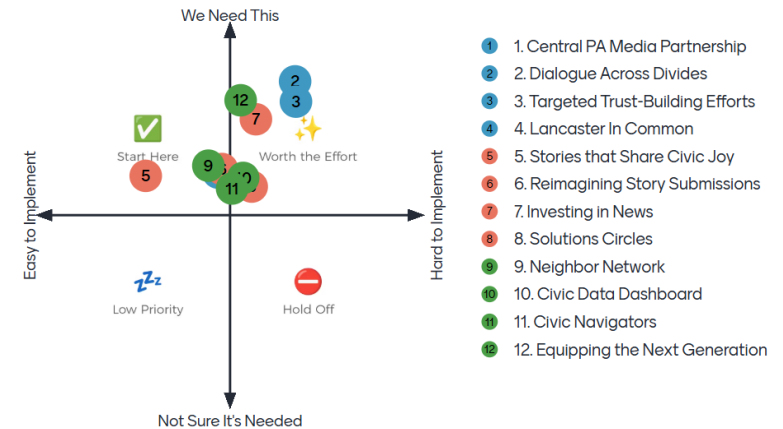 We Need This
1
1. Central PA Media Partnership
2
2. Dialogue Across Divides
3
3. Targeted Trust-Building Efforts
4
4. Lancaster In Common
5
5. Stories that Share Civic Joy
6
6. Reimagining Story Submissions
7
7. Investing in News
8
8. Solutions Circles
9
9. Neighbor Network
10
10. Civic Data Dashboard
11
11. Civic Navigators
12
12. Equipping the Next Generation
2
3
12
7
Start Here
Worth the Effort
5
9
11
Easy to Implement
Hard to Implement
zzz
Low Priority
Hold Off
Not Sure It's Needed